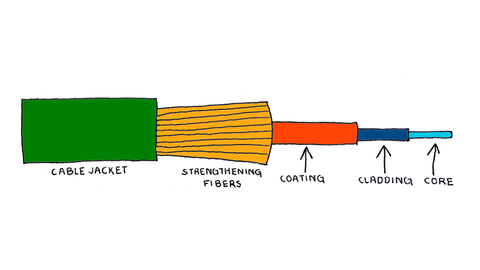 CABLE JACKET
STRENGTHENING
FIBERS
COATING
CLADDING
CORE